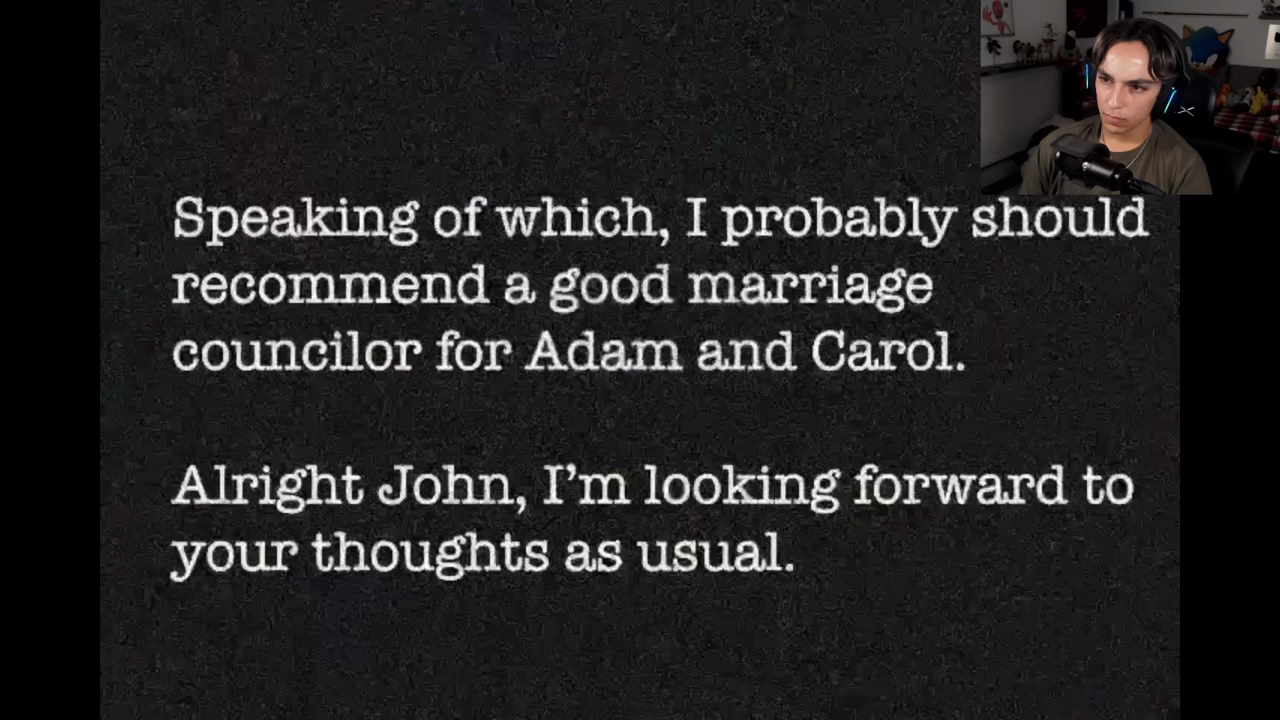 Speaking of which, I probably should
recommend a good marriage
councilor for Adam and Carol.
Alright John, I’m looking forward to
your thoughts as usual.